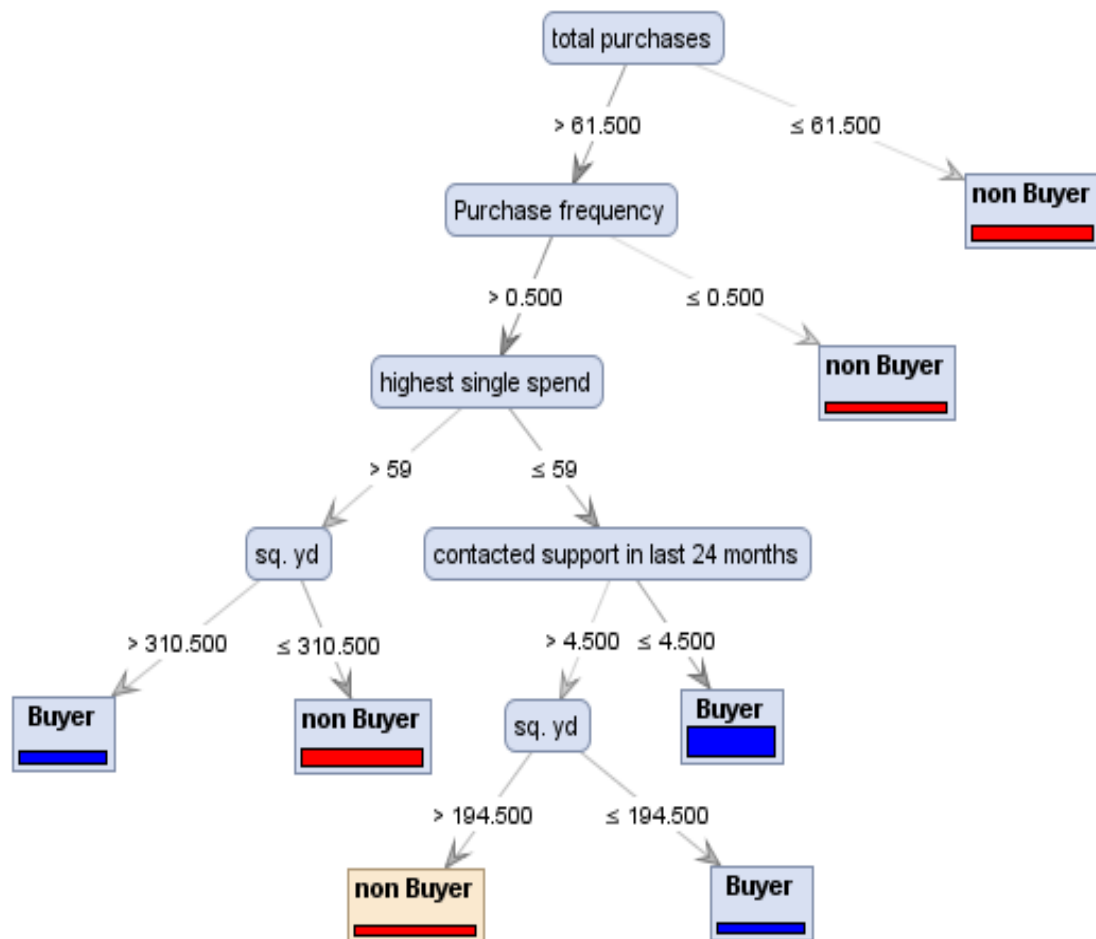 total purchases
> 61.500
≤ 61.500
non Buyer
Purchase frequency
> 0.500
≤ 0.500
non Buyer
highest single spend
> 59
≤ 59
sq. yd
contacted support in last 24 months
> 310.500
≤ 310.500
> 4.500
≤ 4.500
Buyer
non Buyer
sq. yd
Buyer
> 194.500
≤ 194.500
non Buyer
Buyer